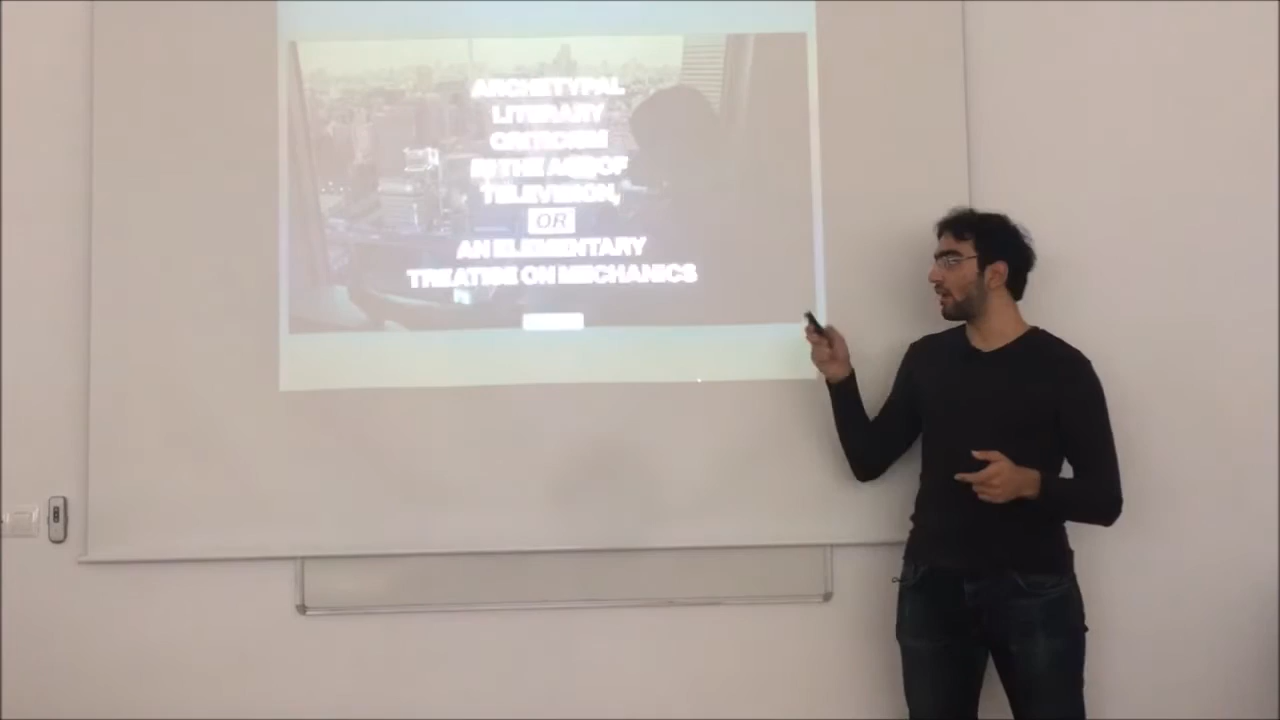 ARCHETYPAL
LITERARY
CRITICISM
IN THE AGE OF
TELEVISION,
OR
AN ELEMENTARY
TREATISE ON MECHANICS